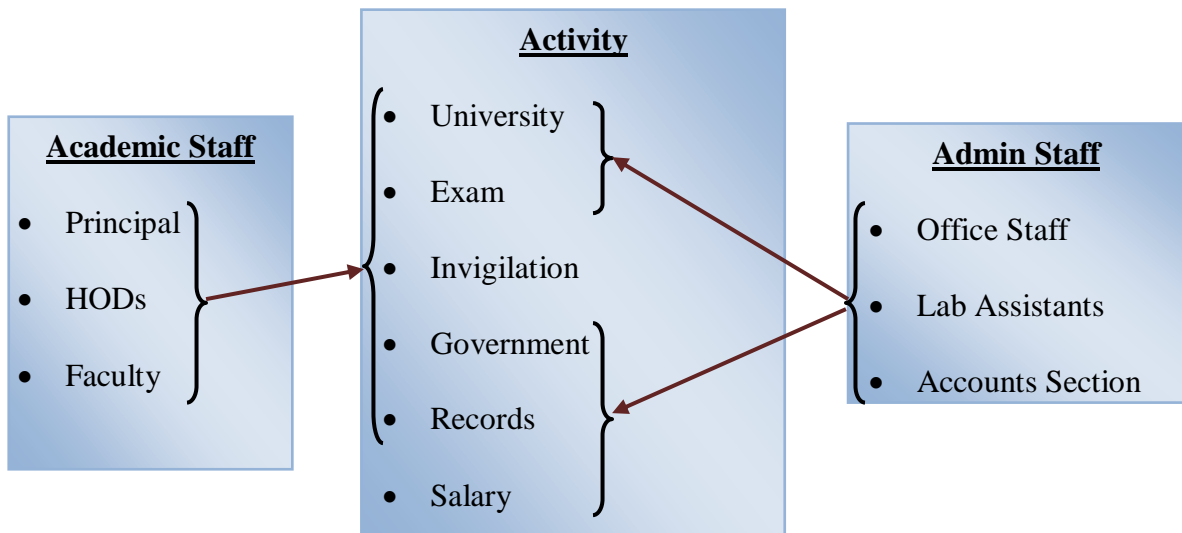 Academic Staff
Principal
HODs
Faculty
Activity
University
Exam
Invigilation
Government
Records
Salary
Admin Staff
Office Staff
Lab Assistants
Accounts Section